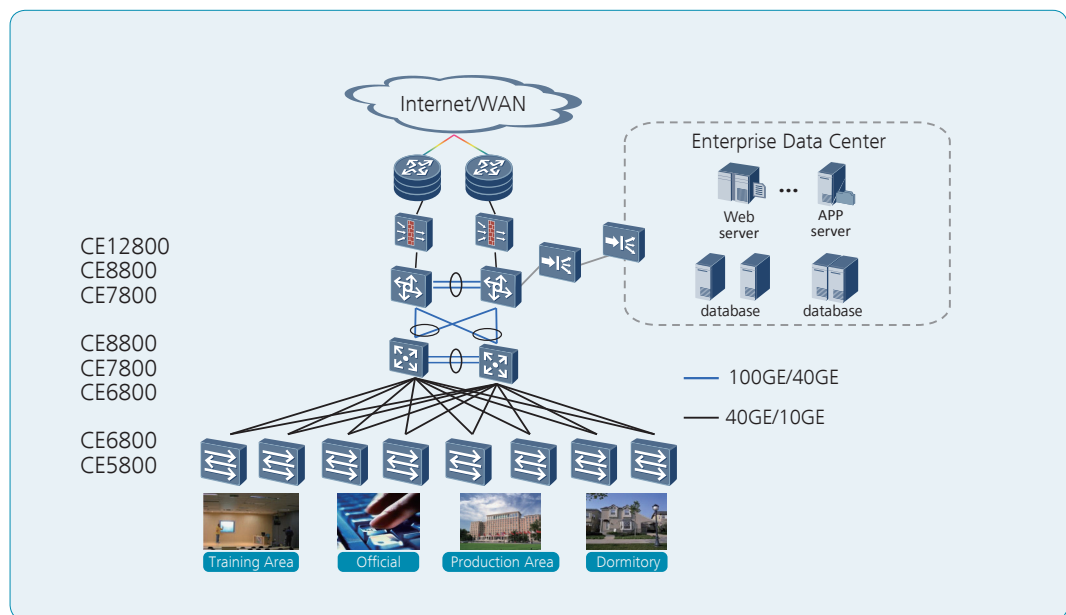 Internet/WAN
Enterprise Data Center
Web
server
...
APP
server
database
database
CE12800
CE8800
CE7800
CE8800
CE7800
CE6800
100GE/40GE
40GE/10GE
CE6800
CE5800
Training Area
Official
Production Area
Dormitory